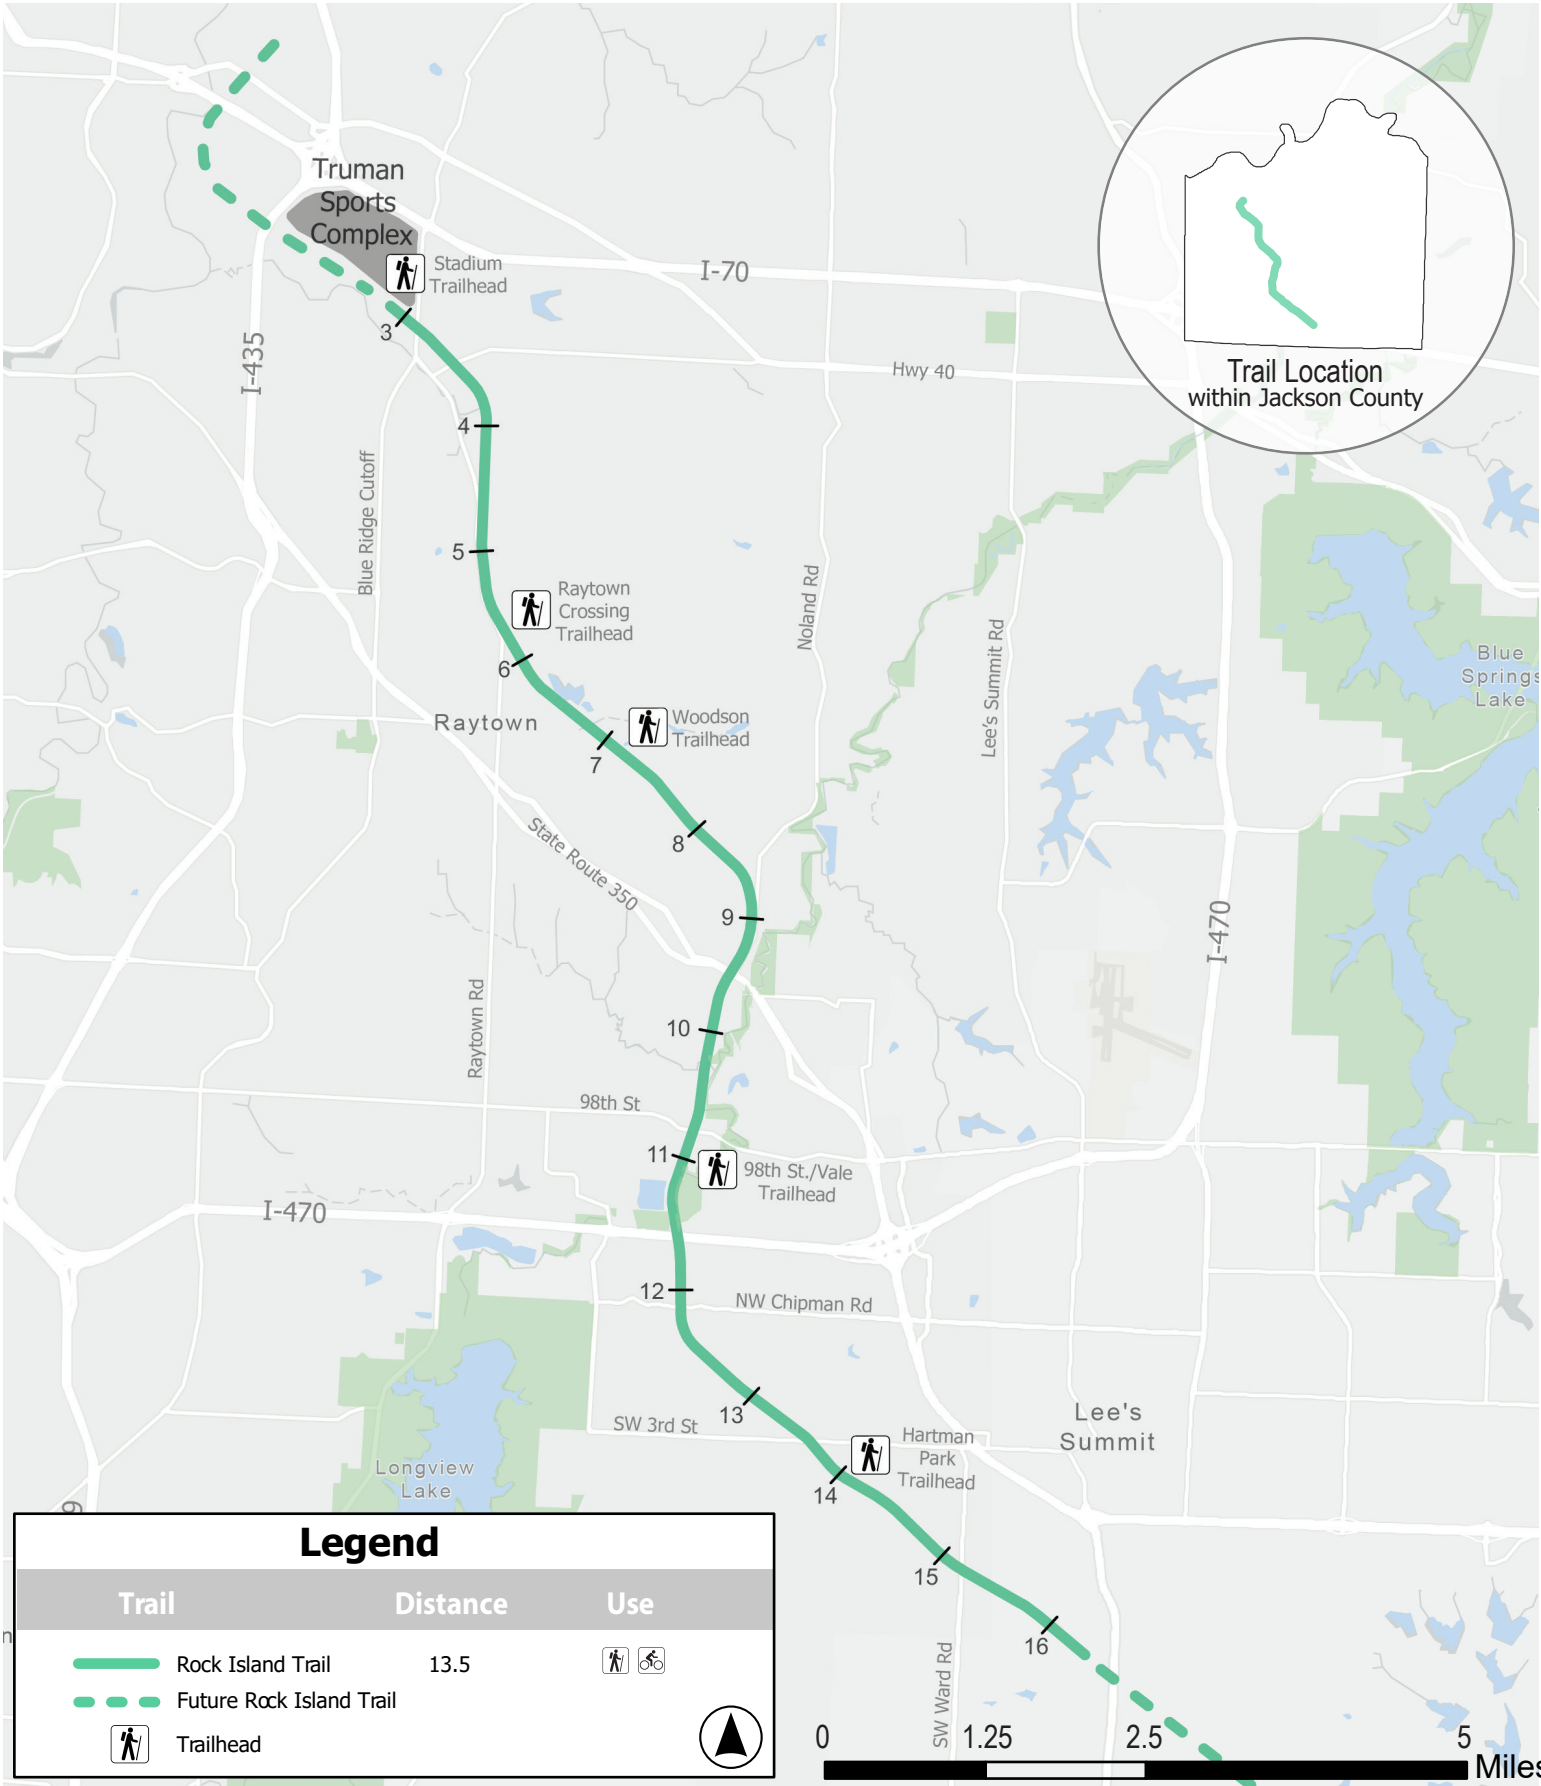 Truman
Sports
Complex
Stadium
Trailhead
I-70
3
I-435
Hwy 40
Trail Location
within Jackson County
4
Blue Ridge Cutoff
5
Raytown
Crossing
Trailhead
Noland Rd
Lee's Summit Rd
6
Blue
Springs
Lake
Raytown
Woodson
Trailhead
7
State Route 350
8
9
I-470
Raytown Rd
10
98th St
11
98th St./Vale
Trailhead
I-470
12
NW Chipman Rd
13
SW 3rd St
Lee's
Summit
Hartman
Park
Trailhead
14
Longview
Lake
9
15
16
SW Ward Rd
n
Legend
Trail Distance Use
Rock Island Trail 13.5
Future Rock Island Trail
Trailhead
0 1.25 2.5 5
Miles